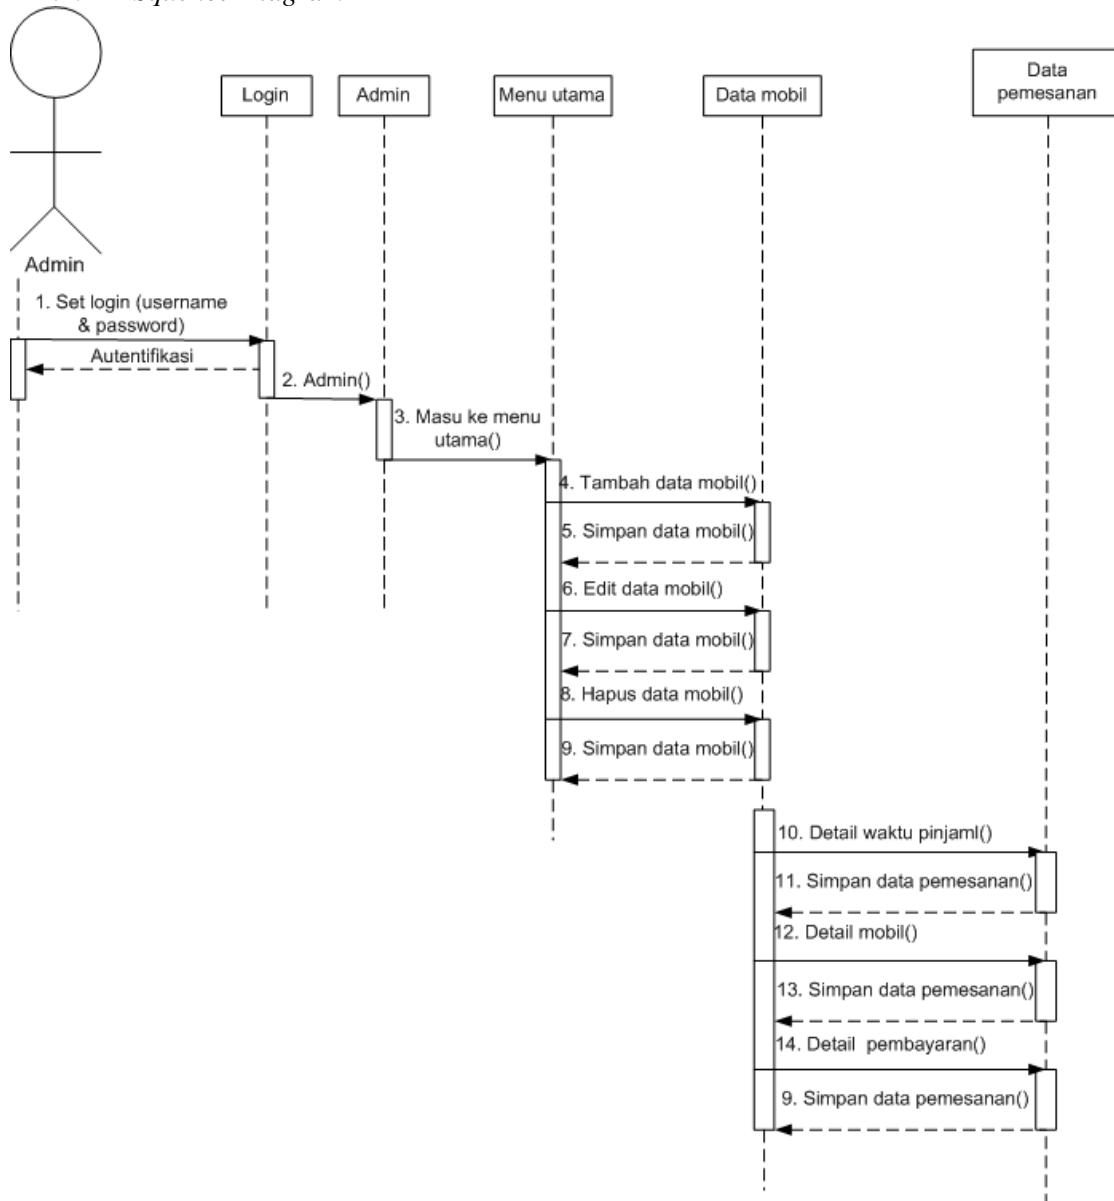 Login
Admin
Menu utama
Data mobil
Data
pemesanan
Admin
1. Set login (username
& password)
Autentifikasi
2. Admin()
3. Masu ke menu
utama()
4. Tambah data mobil()
5. Simpan data mobil()
6. Edit data mobil()
7. Simpan data mobil()
8. Hapus data mobil()
9. Simpan data mobil()
10. Detail waktu pinjaml()
11. Simpan data pemesanan()
12. Detail mobil()
13. Simpan data pemesanan()
14. Detail  pembayaran()
9. Simpan data pemesanan()